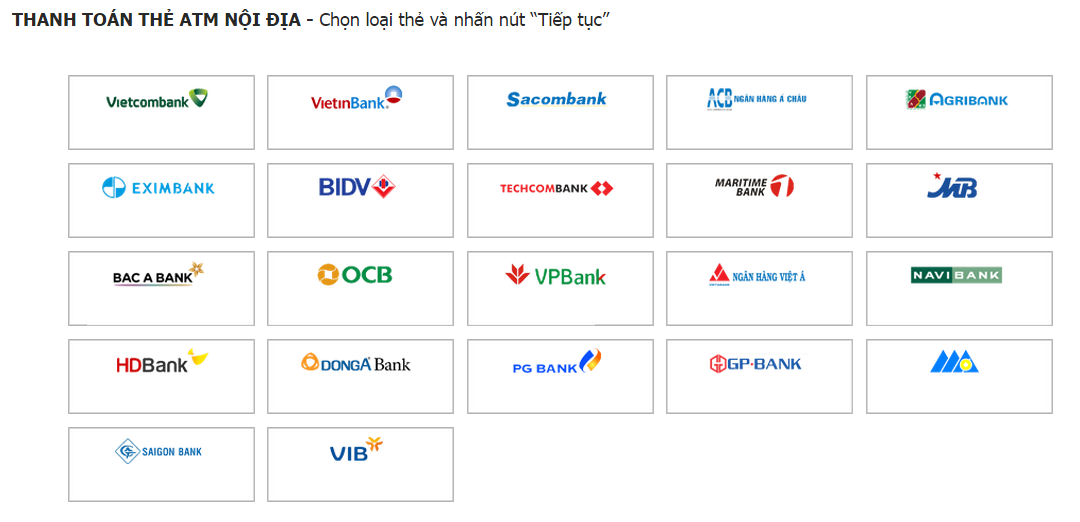 THANH TOÁN THẺ ATM NỘI ĐỊA - Chọn loại thẻ và nhấn nút “Tiếp tục”
Vietcombank
VietinBank
Sacombank
ACB NGÂN HÀNG Á CHÂU
AGRIBANK
EXIMBANK
BIDV
TECHCOMBANK
MARITIME
BANK
MB
BAC A BANK
OCB
VPBank
NGÂN HÀNG VIỆT Á
NAVIBANK
HDBank
DONGA Bank
PG BANK
GP·BANK
SAIGON BANK
VIB